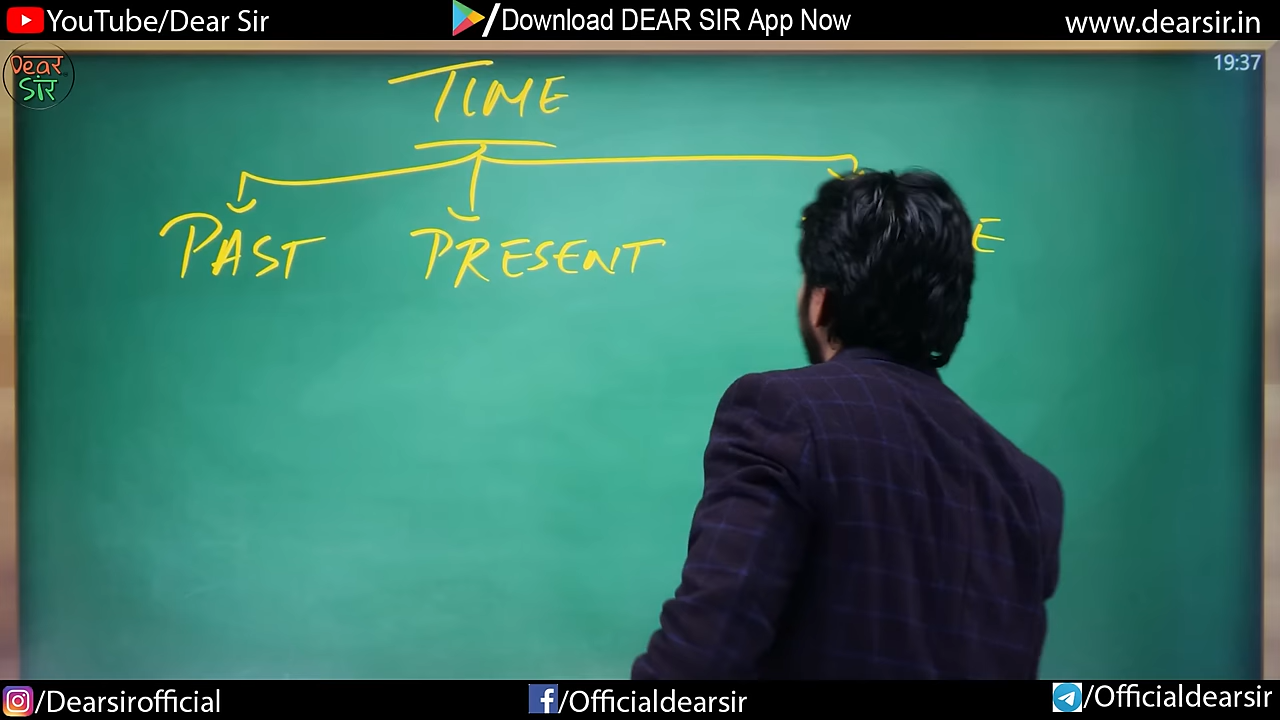 YouTube/Dear Sir
/Download DEAR SIR App Now
www.dearsir.in
Dear
सर
19:37
TIME
PAST PRESENT E
/Dearsirofficial
/Officialdearsir
/Officialdearsir